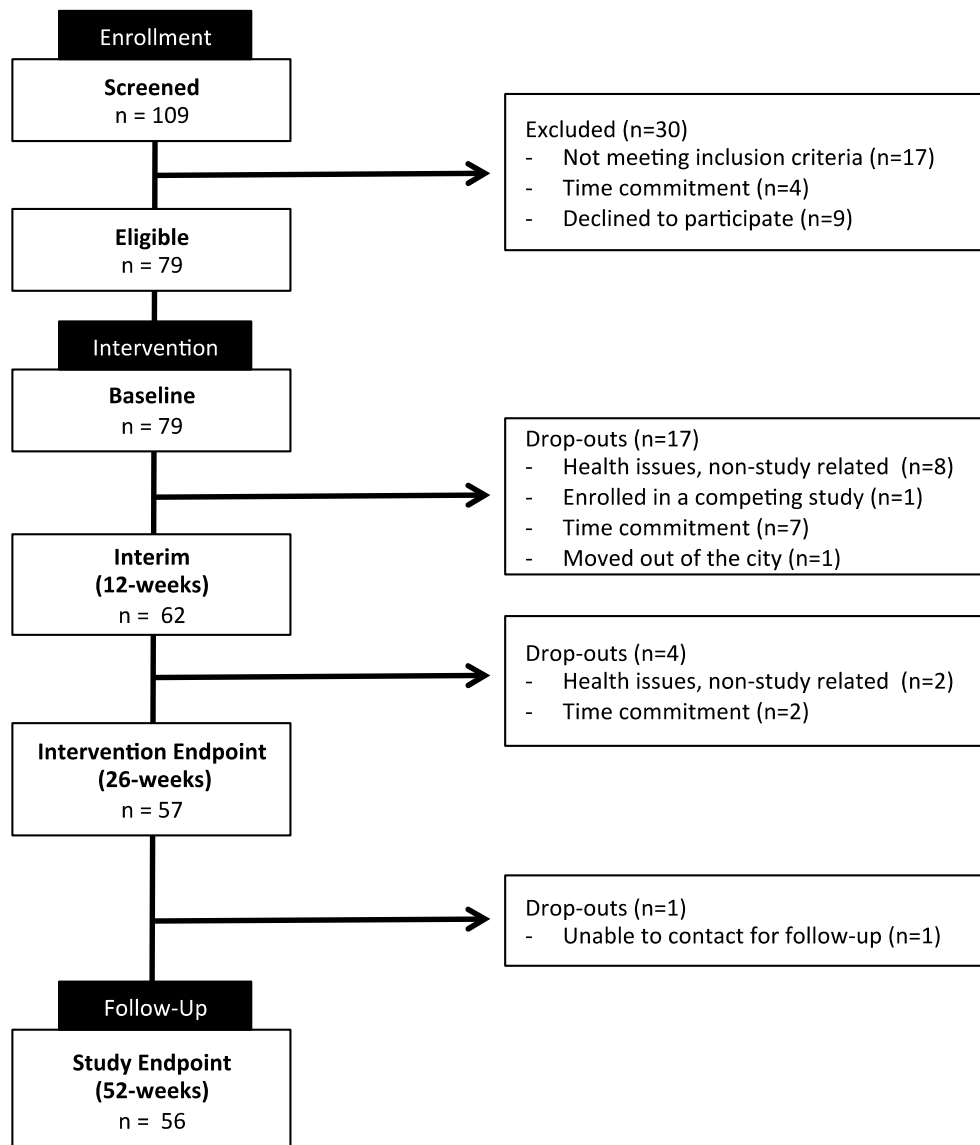 Enrollment
Screened
n = 109
Excluded (n=30)
- Not meeting inclusion criteria (n=17)
- Time commitment (n=4)
- Declined to participate (n=9)
Eligible
n = 79
Intervention
Baseline
n = 79
Drop-outs (n=17)
- Health issues, non-study related (n=8)
- Enrolled in a competing study (n=1)
- Time commitment (n=7)
- Moved out of the city (n=1)
Interim
(12-weeks)
n = 62
Drop-outs (n=4)
- Health issues, non-study related (n=2)
- Time commitment (n=2)
Intervention Endpoint
(26-weeks)
n = 57
Drop-outs (n=1)
- Unable to contact for follow-up (n=1)
Follow-Up
Study Endpoint
(52-weeks)
n = 56